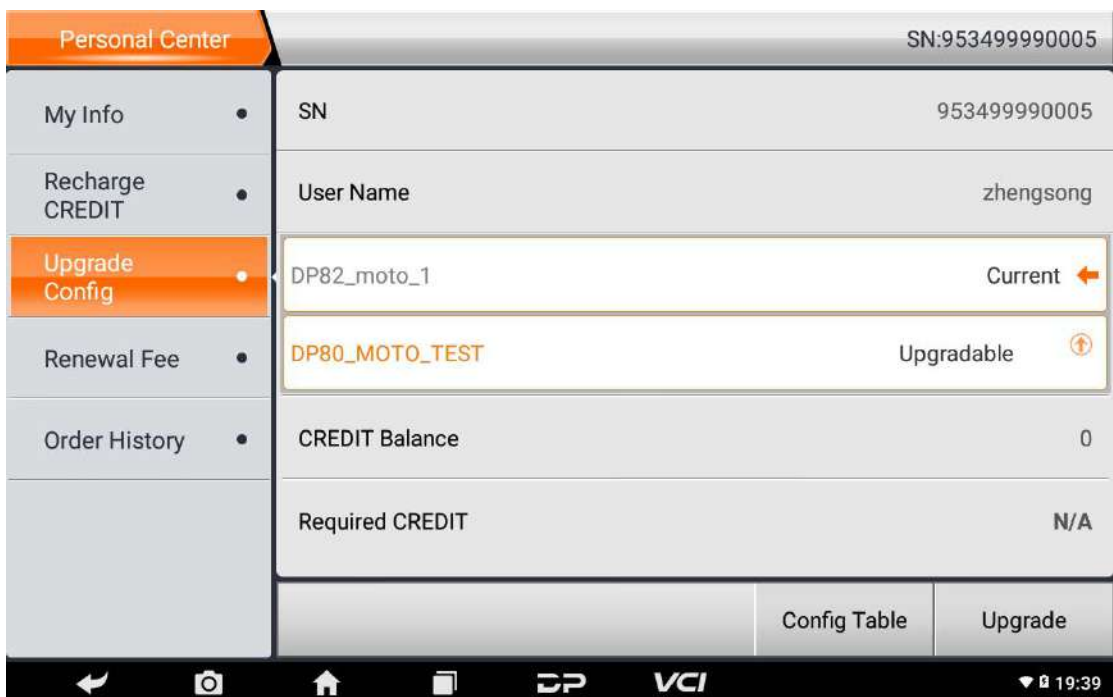 Personal Center
SN:953499990005
My Info
SN
953499990005
Recharge
CREDIT
User Name
zhengsong
Upgrade
Config
DP82_moto_1
Current
DP80_MOTO_TEST
Upgradable
Renewal Fee
Order History
CREDIT Balance
0
Required CREDIT
N/A
Config Table
Upgrade
DP
VCI
19:39